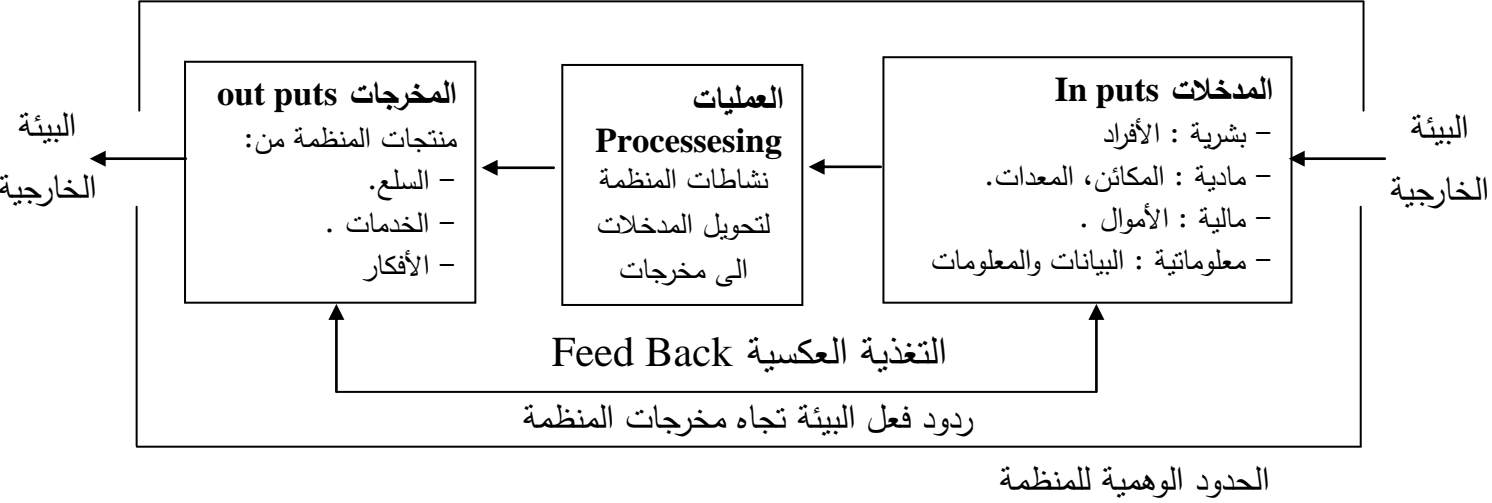 البيئة
الخارجية
المدخلات In puts
- بشرية : الأفراد
- مادية : المكائن، المعدات.
- مالية : الأموال .
- معلوماتية : البيانات والمعلومات
العمليات
Processesing
نشاطات المنظمة
لتحويل المدخلات
الى مخرجات
المخرجات out puts
منتجات المنظمة من:
- السلع.
- الخدمات .
- الأفكار
البيئة
الخارجية
التغذية العكسية Feed Back
ردود فعل البيئة تجاه مخرجات المنظمة
الحدود الوهمية للمنظمة